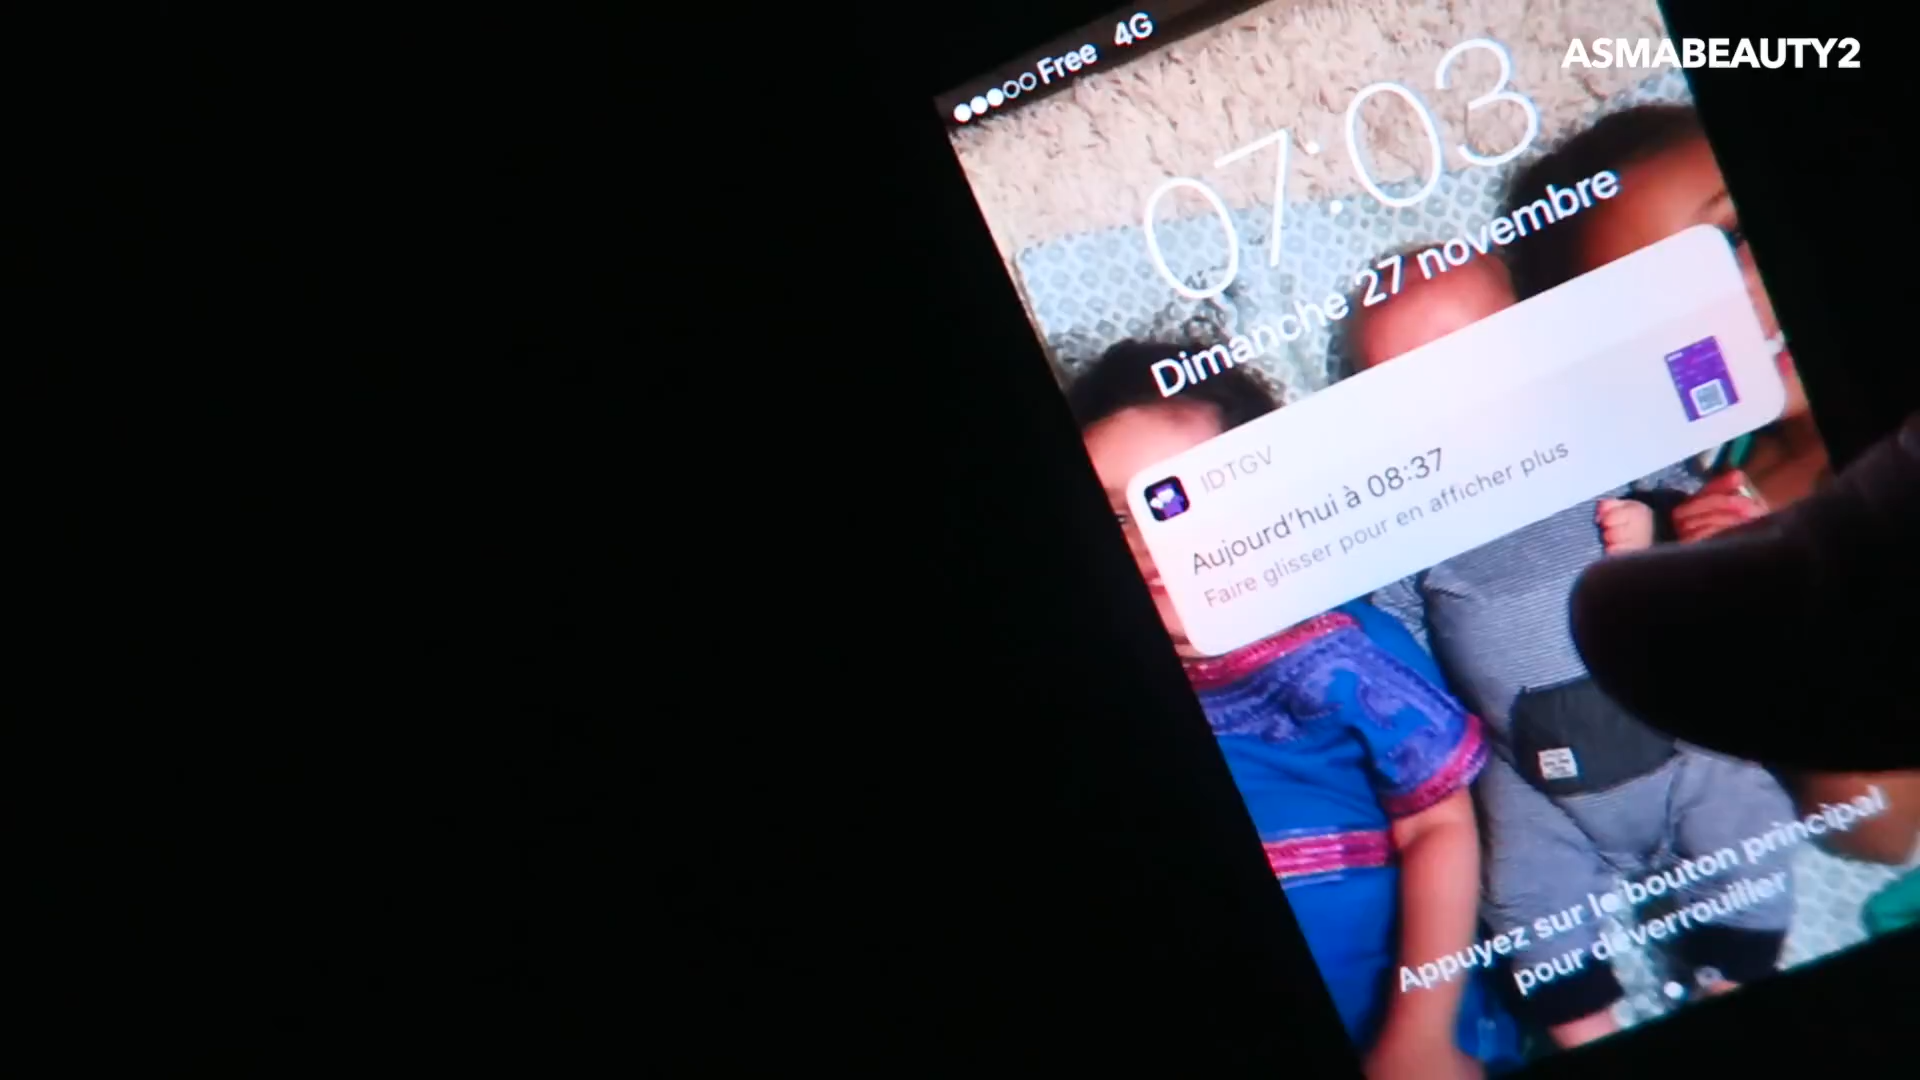 ASMABEAUTY2
Free 4G
07:03
Dimanche 27 novembre
IDTGV
Aujourd'hui à 08:37
Faire glisser pour en afficher plus
Appuyez sur le bouton principal
pour déverrouiller